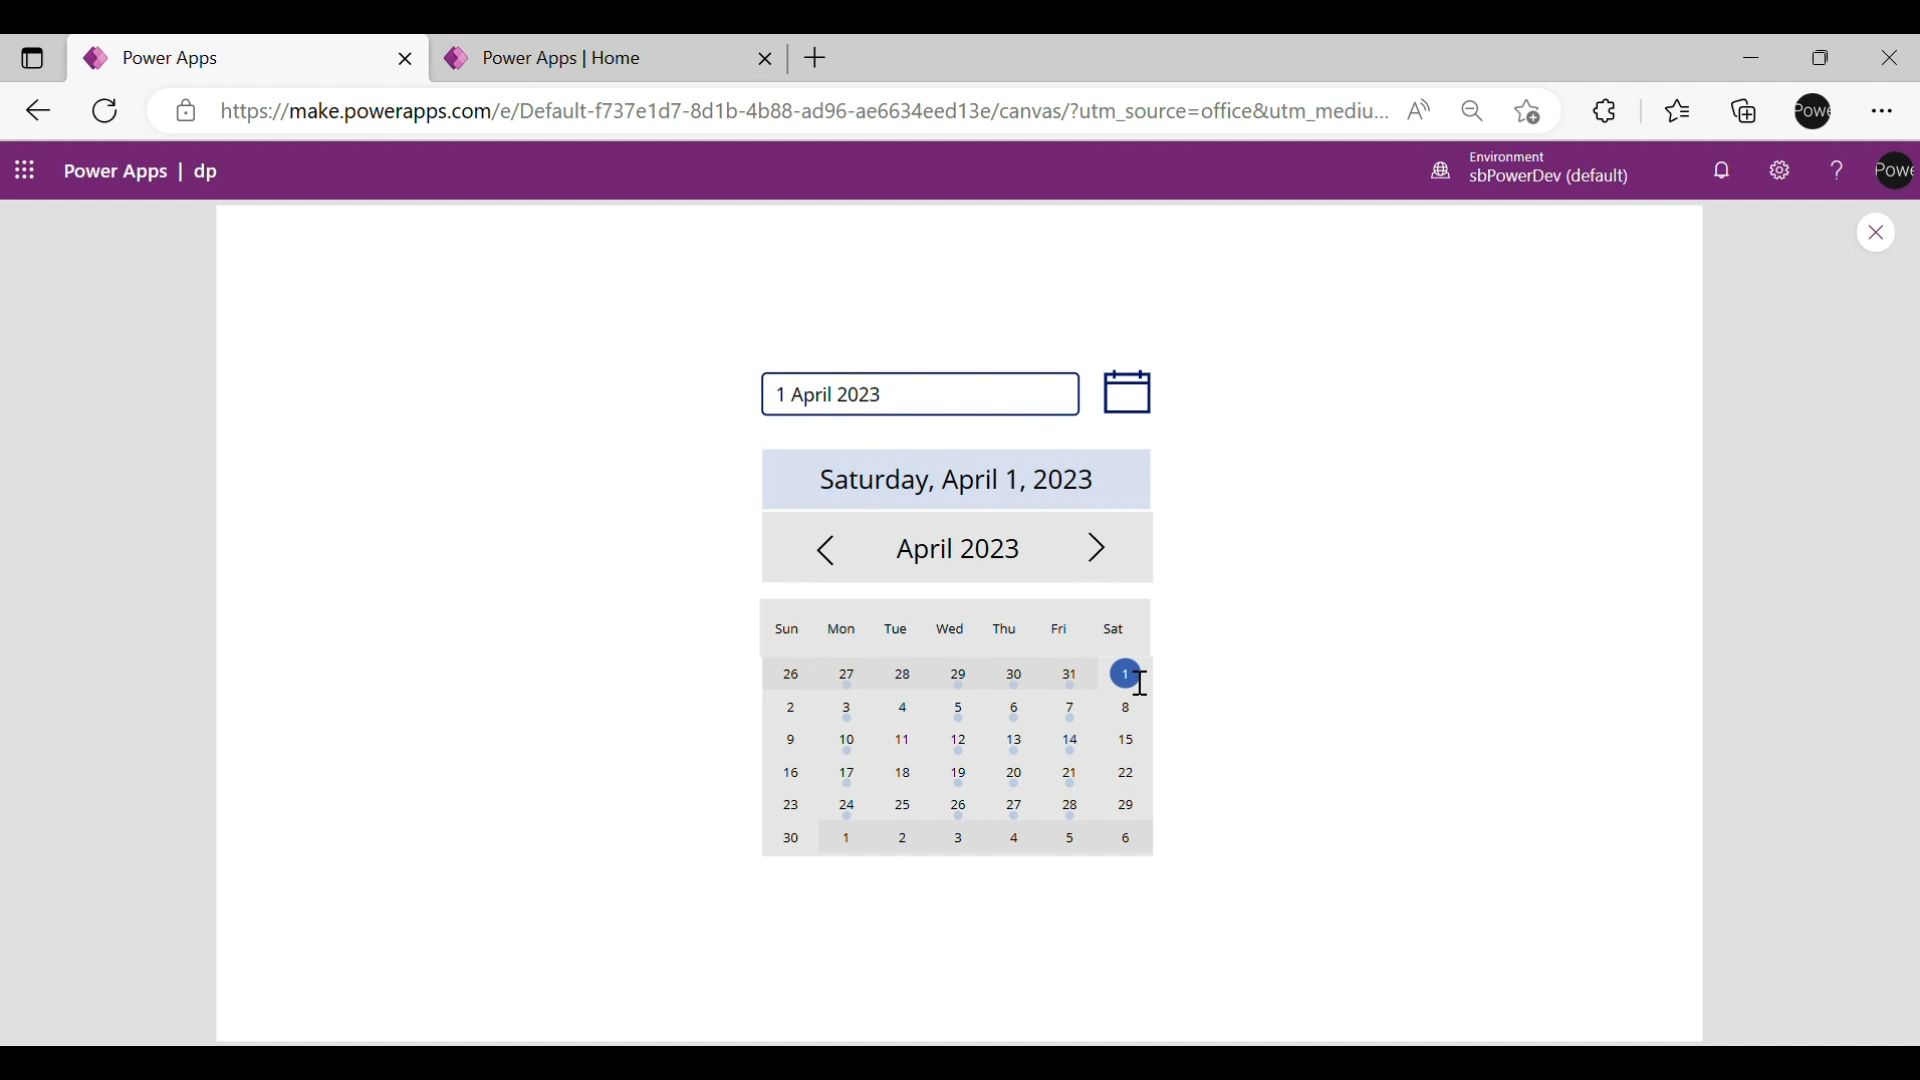 Power Apps
Power Apps | Home
https://make.powerapps.com/e/Default-f737e1d7-8d1b-4b88-ad96-ae6634eed13e/canvas/?utm_source=office&utm_mediu...
Powe
Power Apps | dp
Environment
sbPowerDev (default)
?
Powe
1 April 2023
Saturday, April 1, 2023
April 2023
Sun Mon Tue Wed Thu Fri Sat
26 27 28 29 30 31 1
2 3 4 5 6 7 8
9 10 11 12 13 14 15
16 17 18 19 20 21 22
23 24 25 26 27 28 29
30 1 2 3 4 5 6